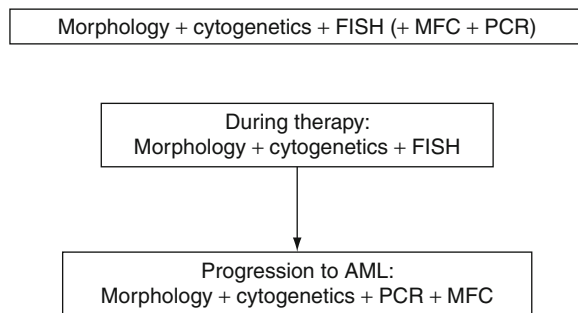 Morphology + cytogenetics + FISH (+ MFC + PCR)
During therapy:
Morphology + cytogenetics + FISH
Progression to AML:
Morphology + cytogenetics + PCR + MFC